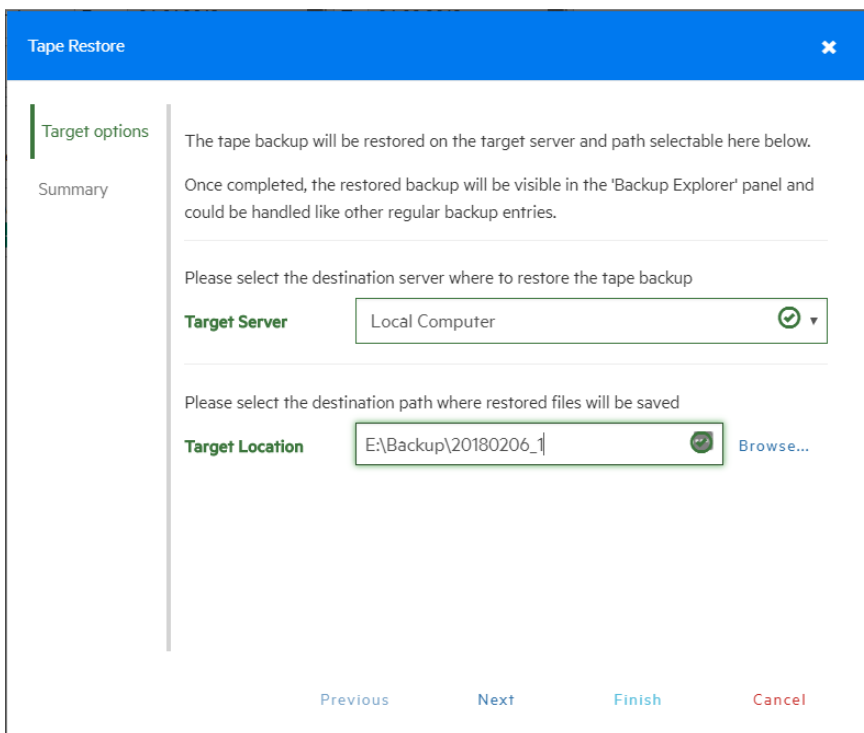 Tape Restore
Target options
Summary
The tape backup will be restored on the target server and path selectable here below.
Once completed, the restored backup will be visible in the 'Backup Explorer' panel and
could be handled like other regular backup entries.
Please select the destination server where to restore the tape backup
Target Server
Local Computer
Please select the destination path where restored files will be saved
Target Location
E:\Backup\20180206_1
Browse...
Previous
Next
Finish
Cancel